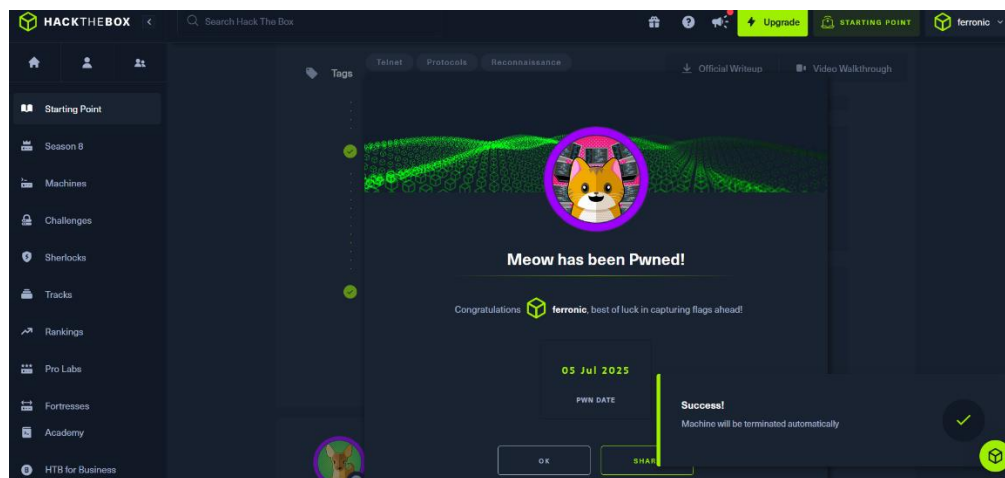 HACKTHEBOX
Search Hack The Box
Upgrade
STARTING POINT
ferronic
Tags
Telnet Protocols Reconnaissance
Official Writeup
Video Walkthrough
Starting Point
Season 8
Machines
Challenges
Sherlocks
Tracks
Rankings
Pro Labs
Fortresses
Academy
HTB for Business
Meow has been Pwned!
Congratulations ferronic, best of luck in capturing flags ahead!
05 Jul 2025
PWN DATE
OK
SHAR
Success!
Machine will be terminated automatically